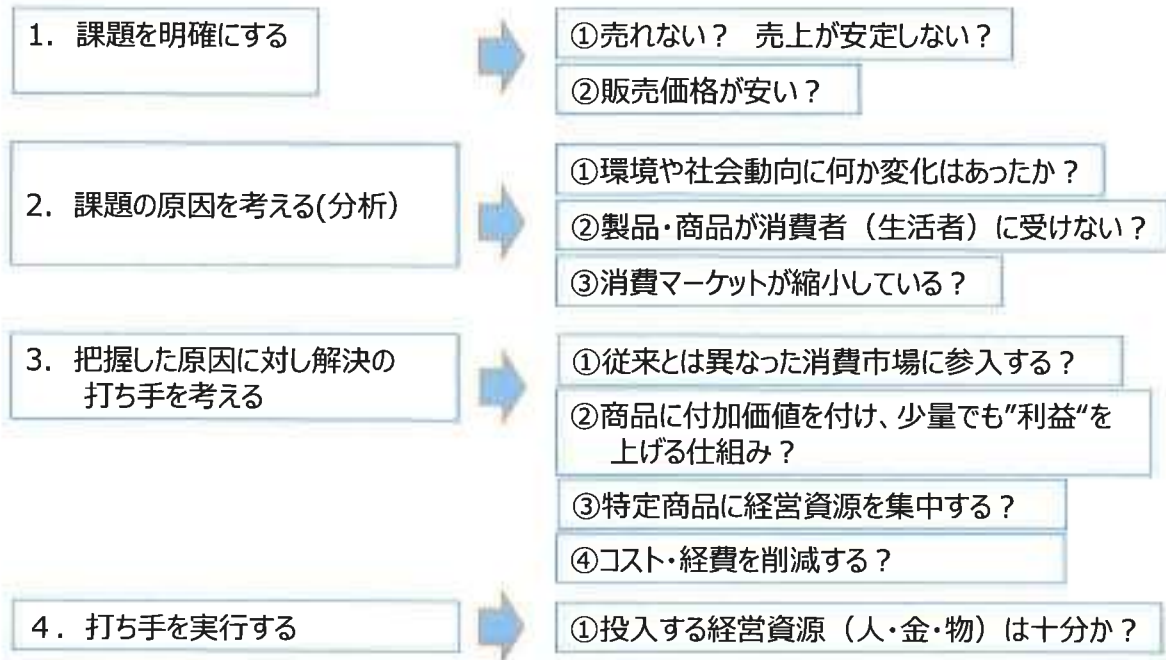 1. 課題を明確にする
①売れない？ 売上が安定しない？
②販売価格が安い？
2. 課題の原因を考える(分析）
①環境や社会動向に何か変化はあったか？
②製品・商品が消費者（生活者）に受けない？
③消費マーケットが縮小している？
3. 把握した原因に対し解決の
打ち手を考える
①従来とは異なった消費市場に参入する？
②商品に付加価値を付け、少量でも”利益“を
上げる仕組み？
③特定商品に経営資源を集中する？
④コスト・経費を削減する？
４. 打ち手を実行する
①投入する経営資源（人・金・物）は十分か？